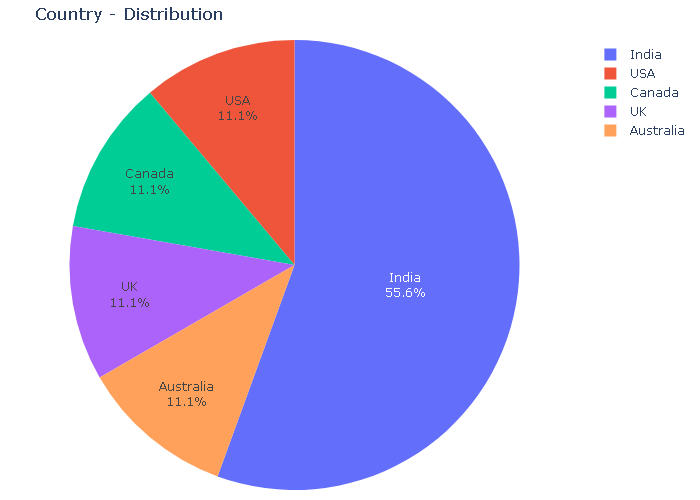 Country - Distribution
India
USA
Canada
UK
Australia
USA
11.1%
Canada
11.1%
India
55.6%
UK
11.1%
Australia
11.1%